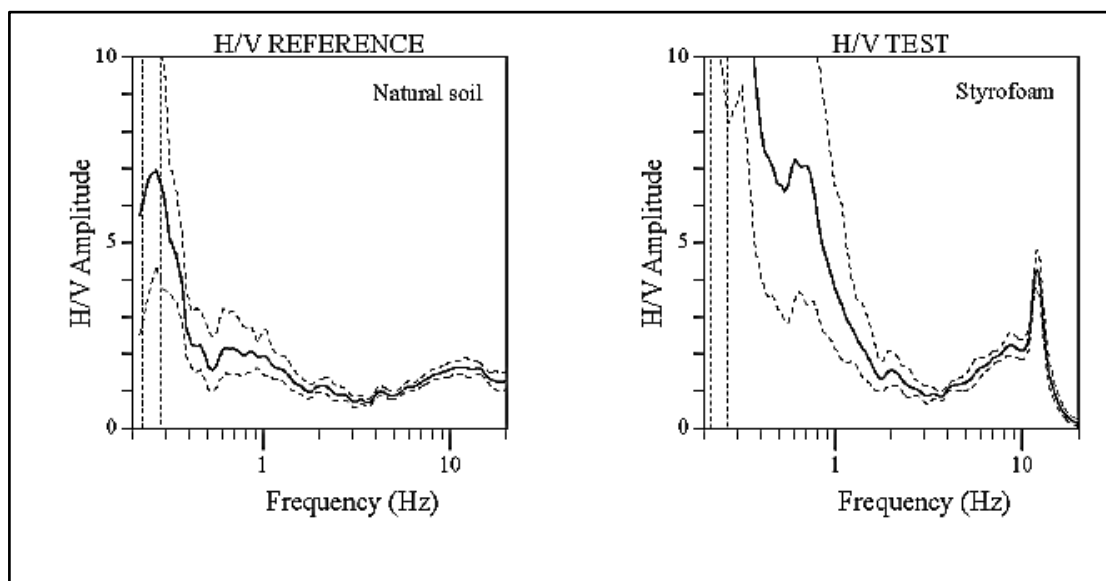 H/V REFERENCE
10
Natural soil
5
0
H/V Amplitude
1
10
Frequency (Hz)
H/V TEST
10
Styrofoam
5
0
H/V Amplitude
1
10
Frequency (Hz)